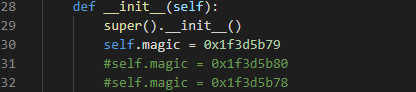 28 def __init__(self):
29 super().__init__()
30 self.magic = 0x1f3d5b79
31 #self.magic = 0x1f3d5b80
32 #self.magic = 0x1f3d5b78